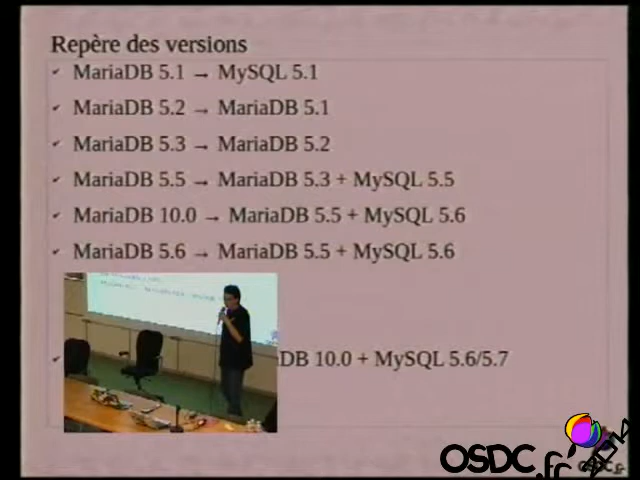 Repère des versions
MariaDB 5.1 → MySQL 5.1
MariaDB 5.2 → MariaDB 5.1
MariaDB 5.3 → MariaDB 5.2
MariaDB 5.5 → MariaDB 5.3 + MySQL 5.5
MariaDB 10.0 → MariaDB 5.5 + MySQL 5.6
MariaDB 5.6 → MariaDB 5.5 + MySQL 5.6
DB 10.0 + MySQL 5.6/5.7
OSDC.fr